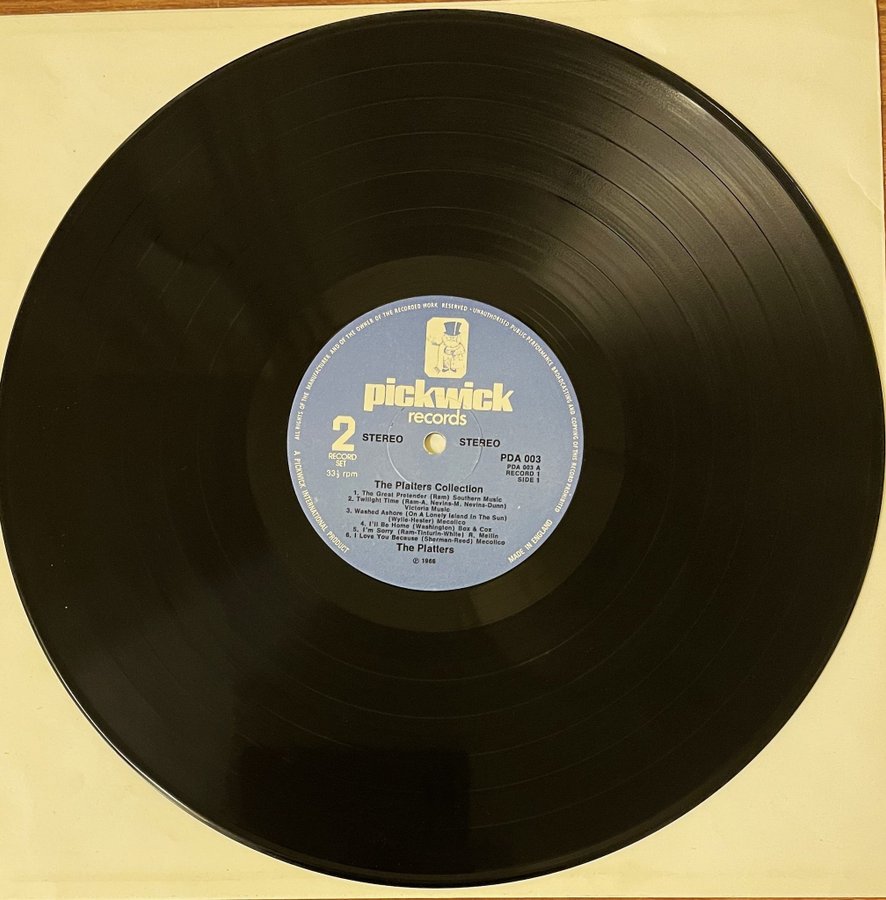 ALL RIGHTS OF THE MANUFACTURER AND OF THE OWNER OF THE RECORDED WORK RESERVED · UNAUTHORISED PUBLIC PERFORMANCE BROADCASTING AND COPYING OF THIS RECORD PROHIBITED
pickwick
records
2
RECORD
SET
33⅓ rpm
STEREO STEREO
PDA 003
PDA 003 A
RECORD 1
SIDE 1
The Platters Collection
1. The Great Pretender (Ram) Southern Music
2. Twilight Time (Ram-A. Nevins-M. Nevins-Dunn)
Victoria Music
3. Washed Ashore (On A Lonely Island In The Sun)
(Wylie-Hester) Mecolico
4. I'll Be Home (Washington) Box & Cox
5. I'm Sorry (Ram-Tinturin-White) R. Mellin
6. I Love You Because (Sherman-Reed) Mecolico
The Platters
℗ 1966
A PICKWICK INTERNATIONAL PRODUCT
MADE IN ENGLAND